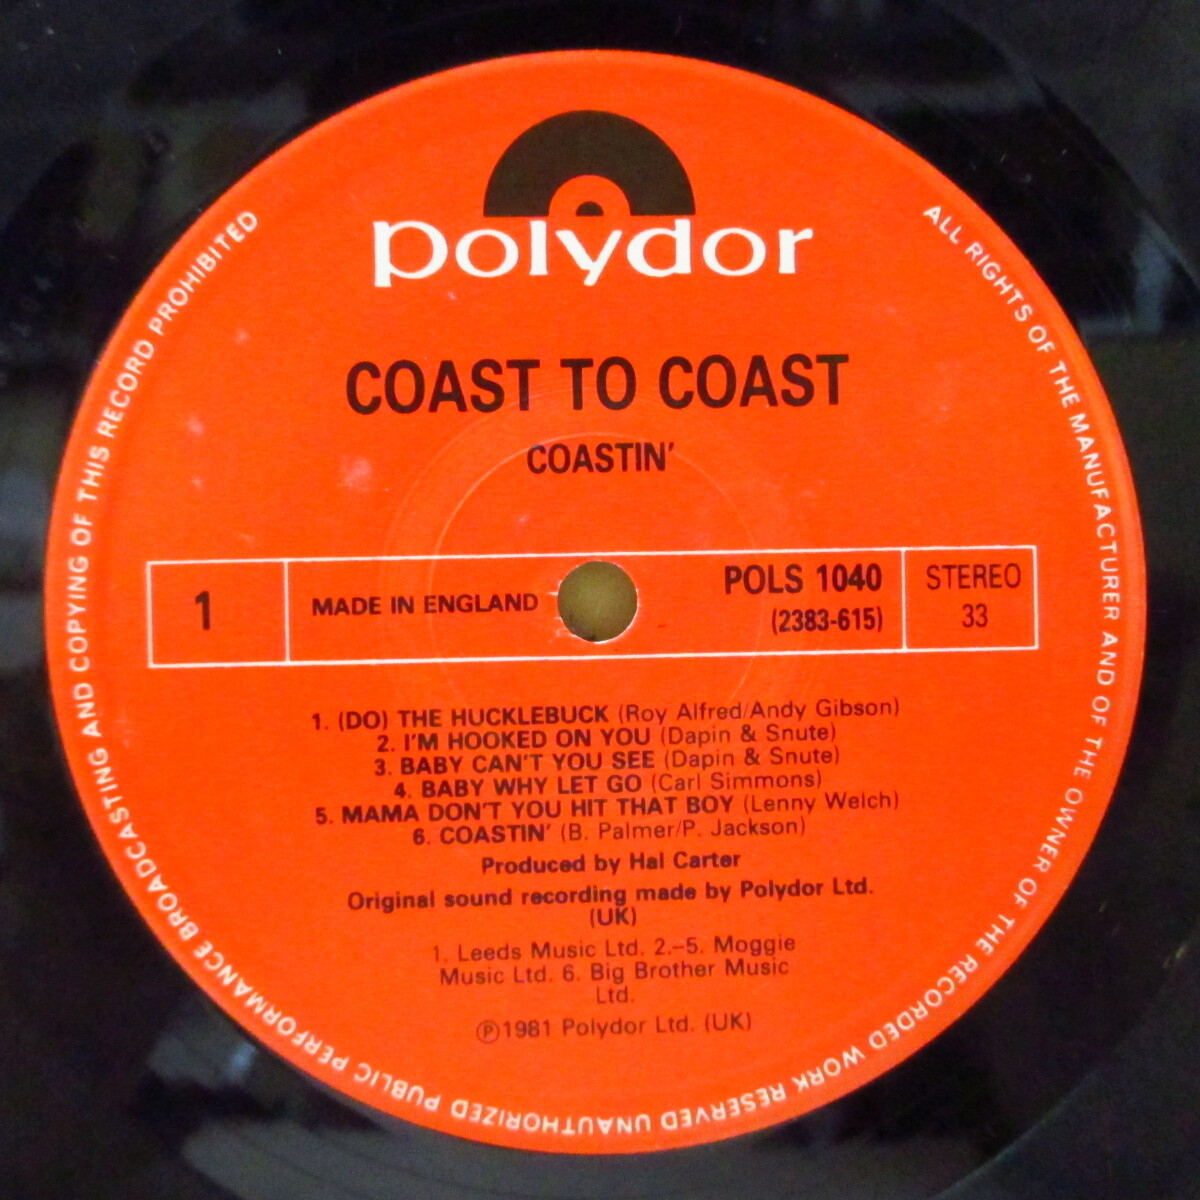 polydor
COAST TO COAST
COASTIN'
1
MADE IN ENGLAND
POLS 1040
(2383-615)
STEREO
33
1. (DO) THE HUCKLEBUCK (Roy Alfred/Andy Gibson)
2. I'M HOOKED ON YOU (Dapin & Snute)
3. BABY CAN'T YOU SEE (Dapin & Snute)
4. BABY WHY LET GO (Carl Simmons)
5. MAMA DON'T YOU HIT THAT BOY (Lenny Welch)
6. COASTIN' (B. Palmer/P. Jackson)
Produced by Hal Carter
Original sound recording made by Polydor Ltd.
(UK)
1. Leeds Music Ltd. 2.-5. Moggie
Music Ltd. 6. Big Brother Music
Ltd.
℗1981 Polydor Ltd. (UK)
ALL RIGHTS OF THE MANUFACTURER AND OF THE OWNER OF THE RECORDED WORK RESERVED UNAUTHORIZED PUBLIC PERFORMANCE BROADCASTING AND COPYING OF THIS RECORD PROHIBITED